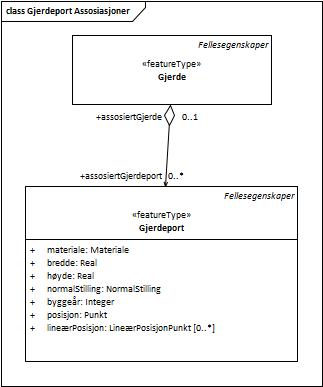 class Gjerdeport Assosiasjoner
Fellesegenskaper
«featureType»
Gjerde
+assosiertGjerde 0..1
+assosiertGjerdeport 0..*
Fellesegenskaper
«featureType»
Gjerdeport
+ materiale: Materiale
+ bredde: Real
+ høyde: Real
+ normalStilling: NormalStilling
+ byggeår: Integer
+ posisjon: Punkt
+ lineærPosisjon: LineærPosisjonPunkt [0..*]